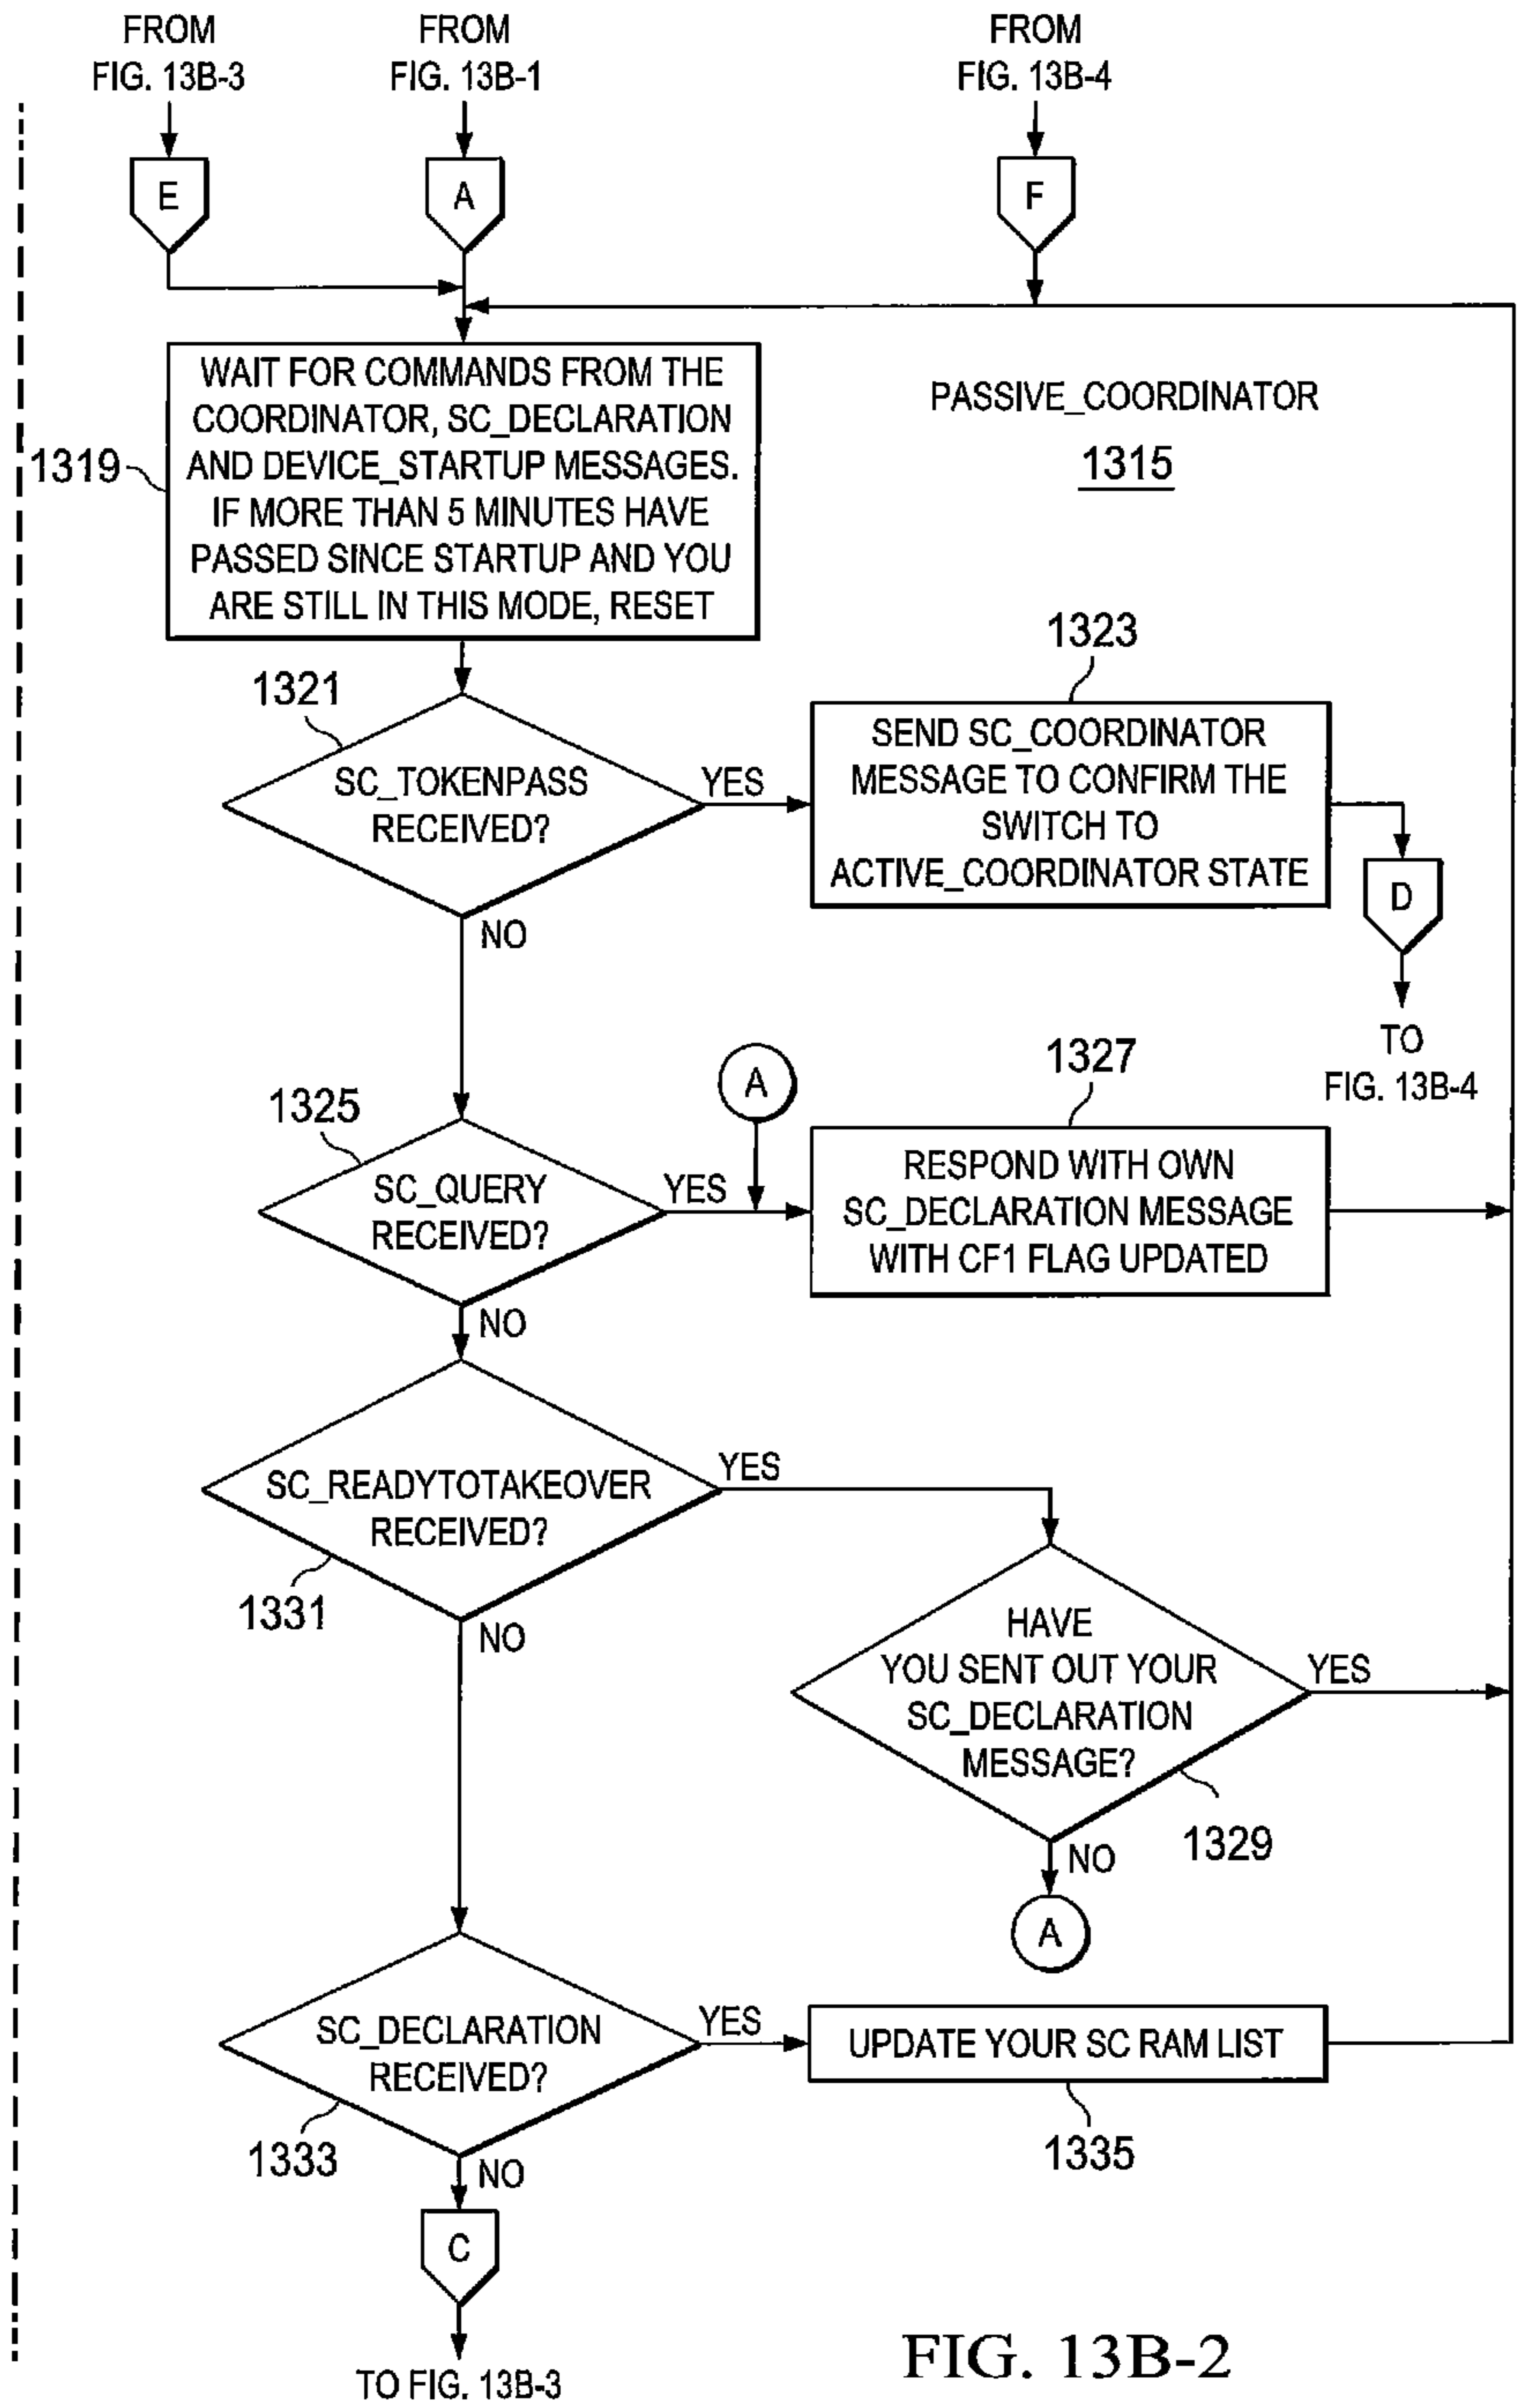 FROM
FIG. 13B-3
FROM
FIG. 13B-1
FROM
FIG. 13B-4
E
A
F
WAIT FOR COMMANDS FROM THE
COORDINATOR, SC_DECLARATION
AND DEVICE_STARTUP MESSAGES.
IF MORE THAN 5 MINUTES HAVE
PASSED SINCE STARTUP AND YOU
ARE STILL IN THIS MODE, RESET
1319
PASSIVE_COORDINATOR
1315
1321
SC_TOKENPASS
RECEIVED?
YES
NO
1323
SEND SC_COORDINATOR
MESSAGE TO CONFIRM THE
SWITCH TO
ACTIVE_COORDINATOR STATE
D
TO
FIG. 13B-4
1325
SC_QUERY
RECEIVED?
YES
NO
A
1327
RESPOND WITH OWN
SC_DECLARATION MESSAGE
WITH CF1 FLAG UPDATED
SC_READYTOTAKEOVER
RECEIVED?
YES
1331
NO
HAVE
YOU SENT OUT YOUR
SC_DECLARATION
MESSAGE?
YES
1329
NO
A
SC_DECLARATION
RECEIVED?
YES
1333
NO
UPDATE YOUR SC RAM LIST
1335
C
TO FIG. 13B-3
FIG. 13B-2